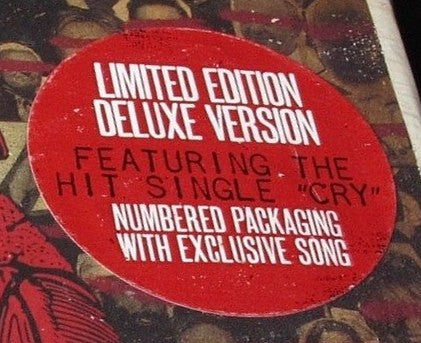 LIMITED EDITION
DELUXE VERSION
FEATURING THE
HIT SINGLE "CRY"
NUMBERED PACKAGING
WITH EXCLUSIVE SONG